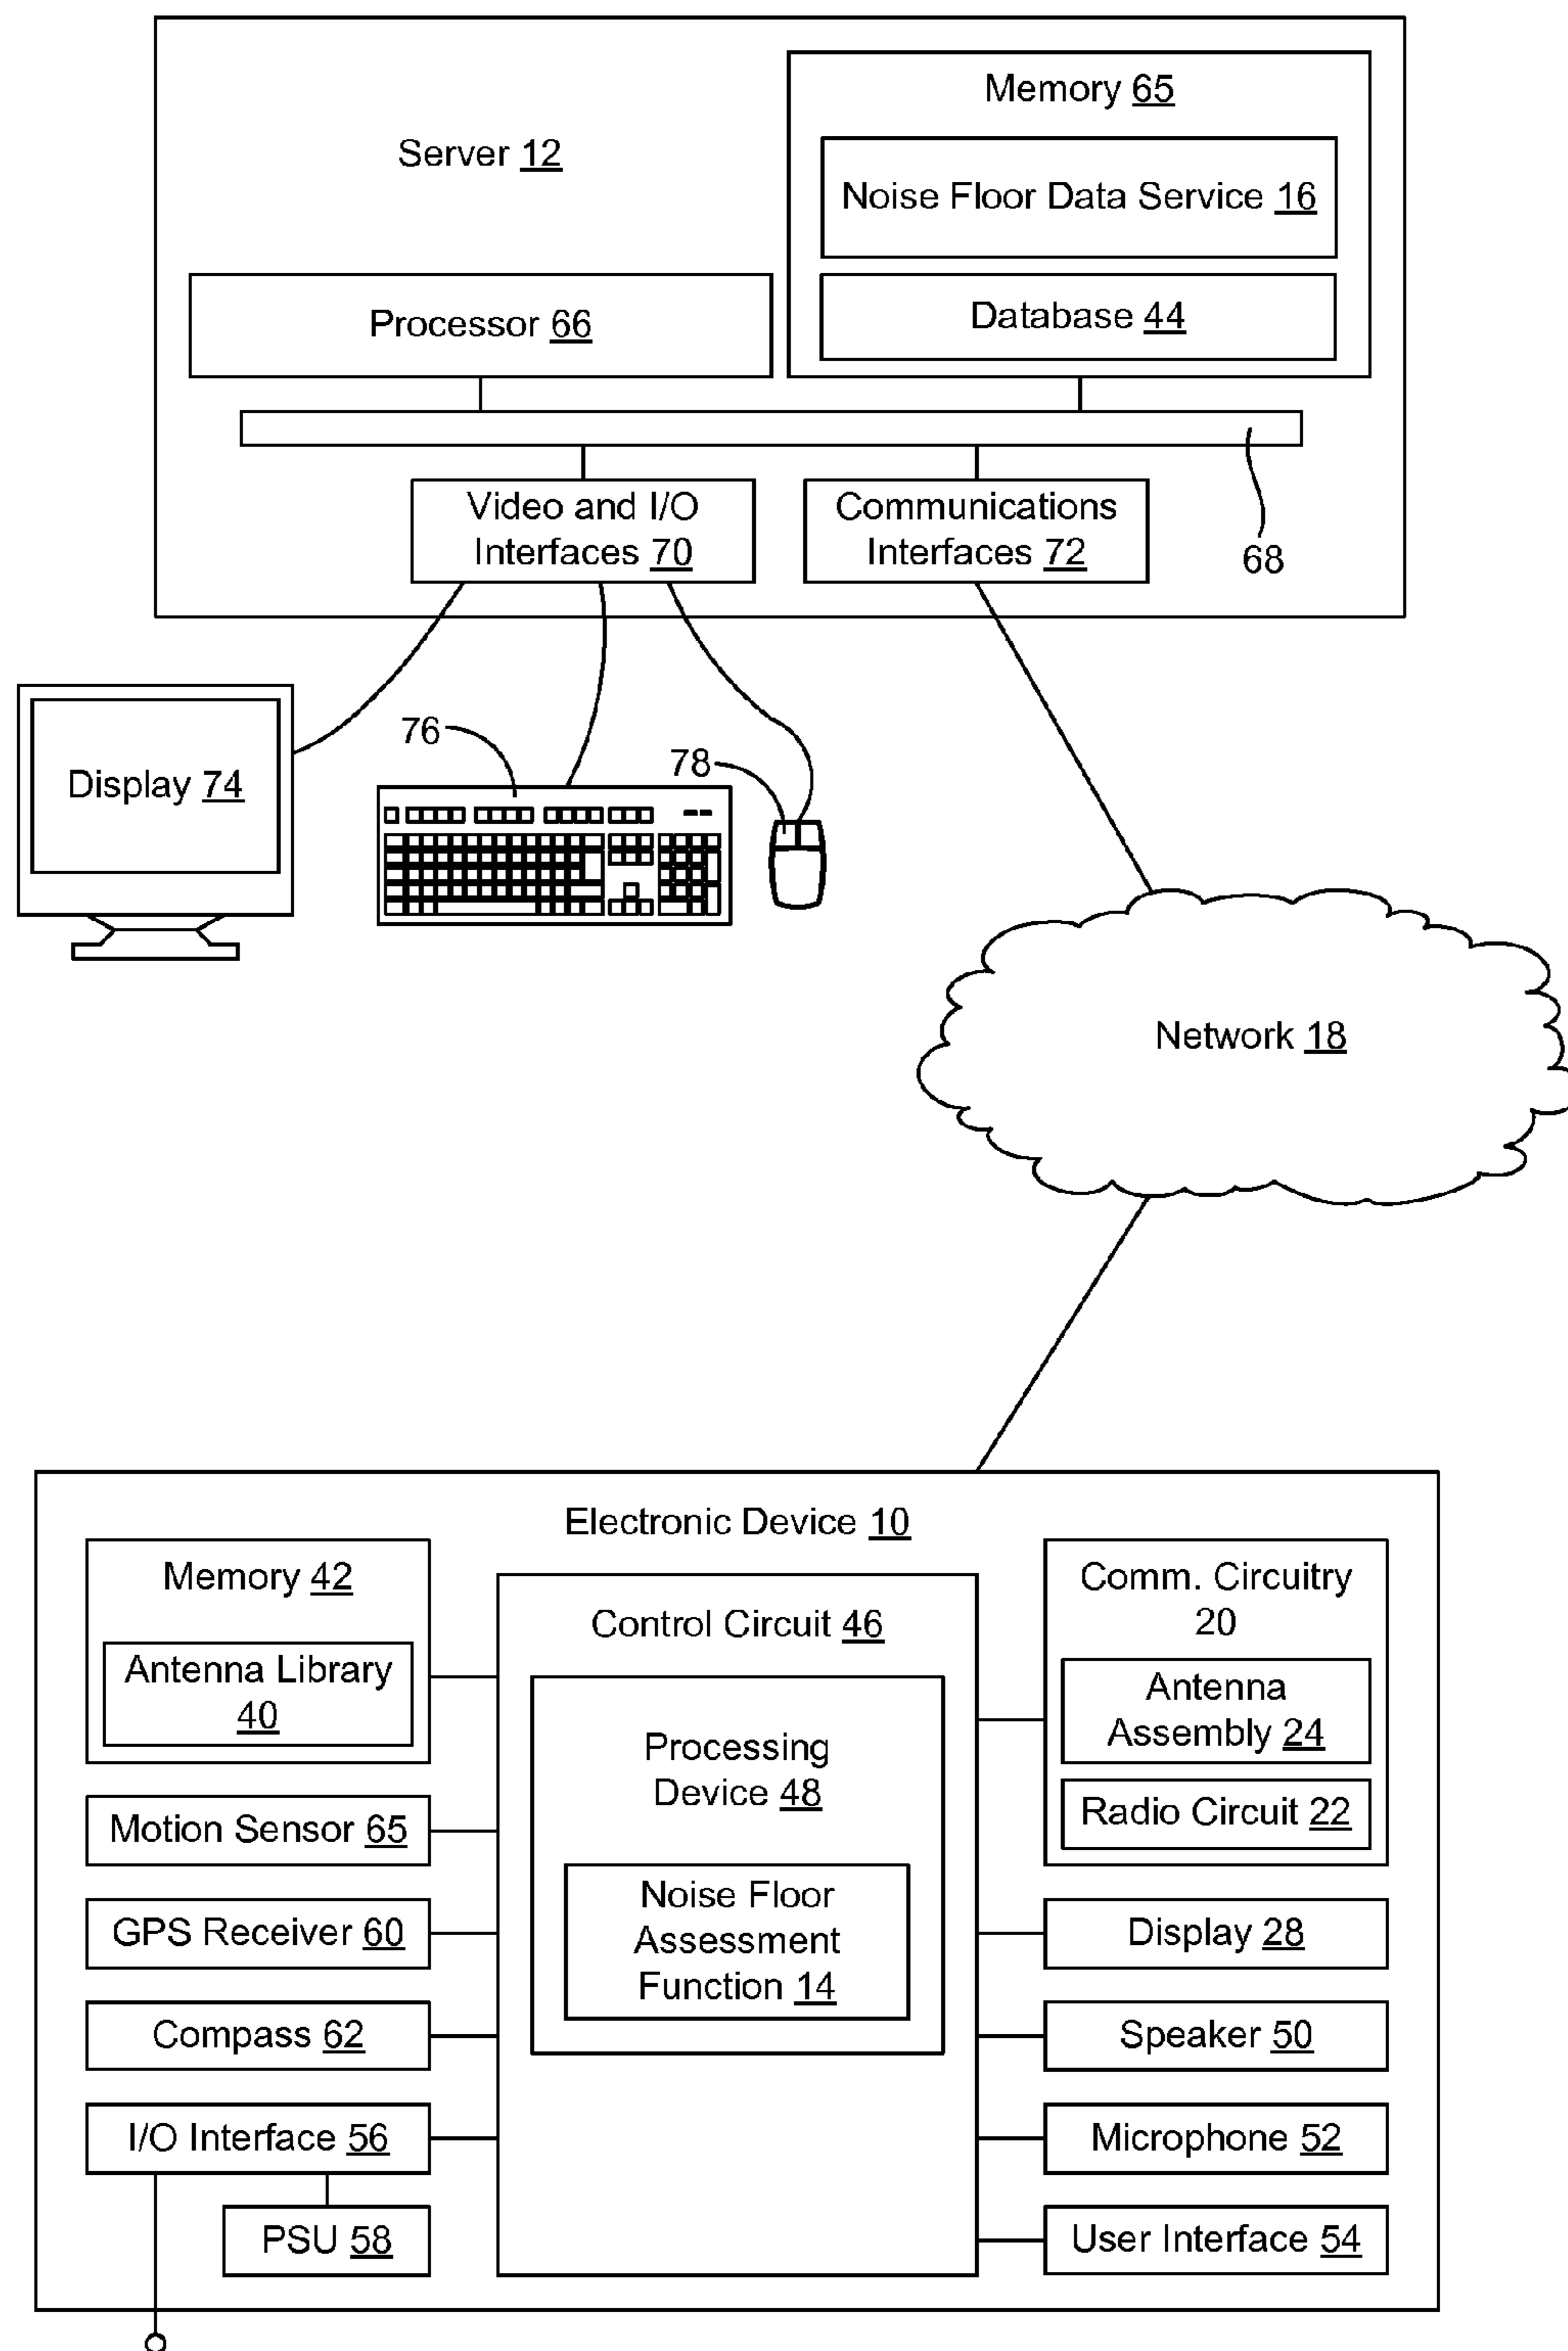 Server 12
Memory 65
Noise Floor Data Service 16
Database 44
Processor 66
Video and I/O
Interfaces 70
Communications
Interfaces 72
68
Display 74
76
78
Network 18
Electronic Device 10
Memory 42
Antenna Library
40
Motion Sensor 65
GPS Receiver 60
Compass 62
I/O Interface 56
PSU 58
Control Circuit 46
Processing
Device 48
Noise Floor
Assessment
Function 14
Comm. Circuitry
20
Antenna
Assembly 24
Radio Circuit 22
Display 28
Speaker 50
Microphone 52
User Interface 54